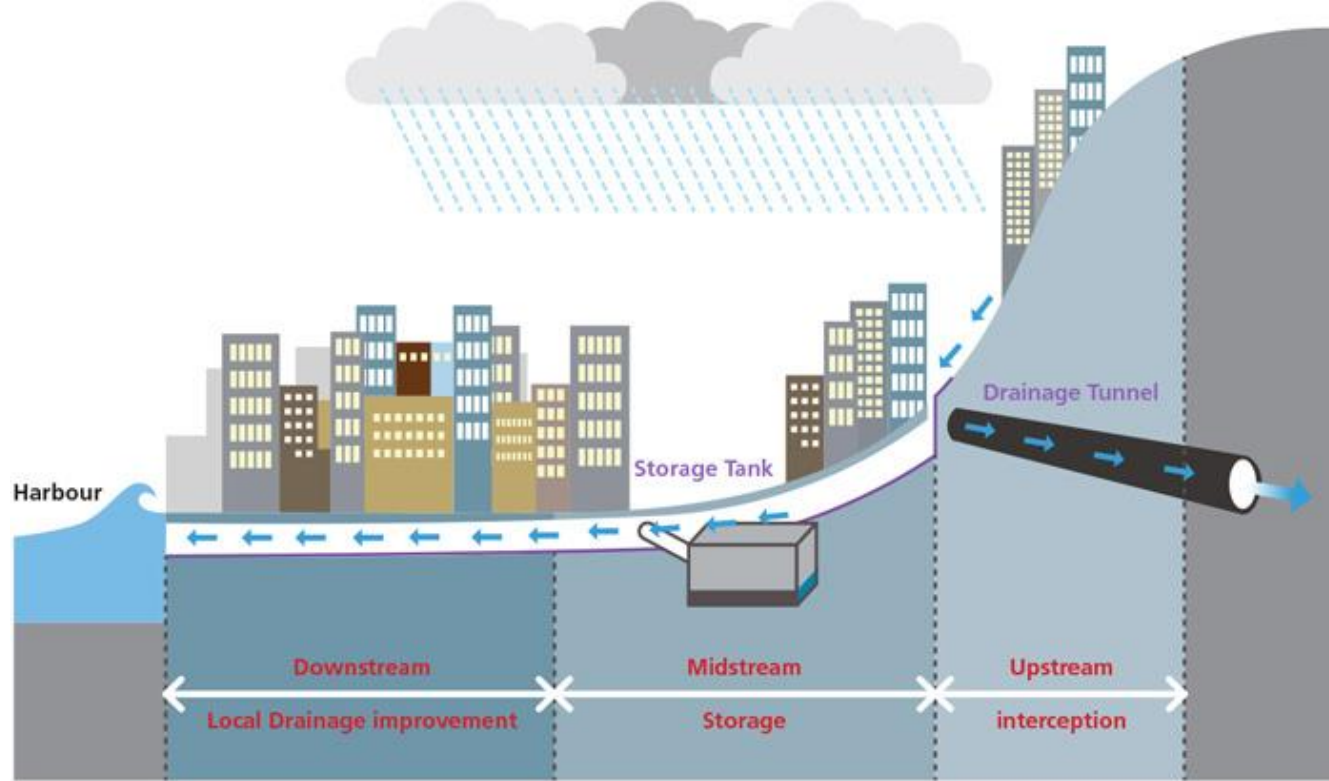 Drainage Tunnel
Storage Tank
Harbour
Downstream
Midstream
Upstream
Local Drainage improvement
Storage
interception